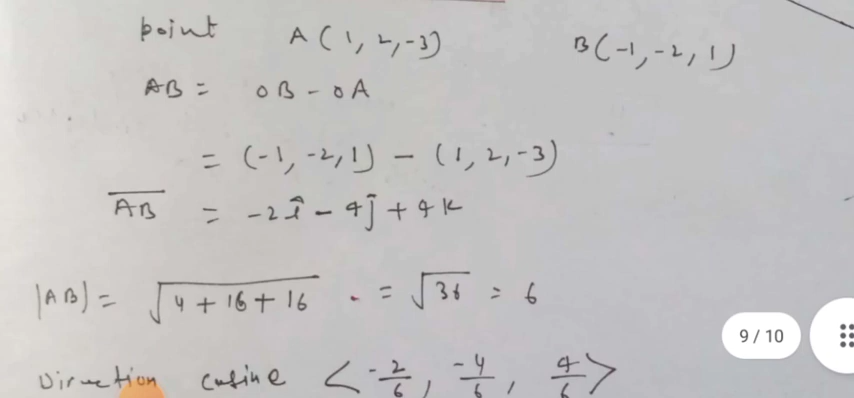 point A(1, 2, -3) B(-1, -2, 1)
AB = OB - OA
= (-1, -2, 1) - (1, 2, -3)
AB = -2î - 4ĵ + 4k
|AB| = √4 + 16 + 16 = √36 = 6
9 / 10
Direction cosine < -2/6, -4/6, 4/6 >